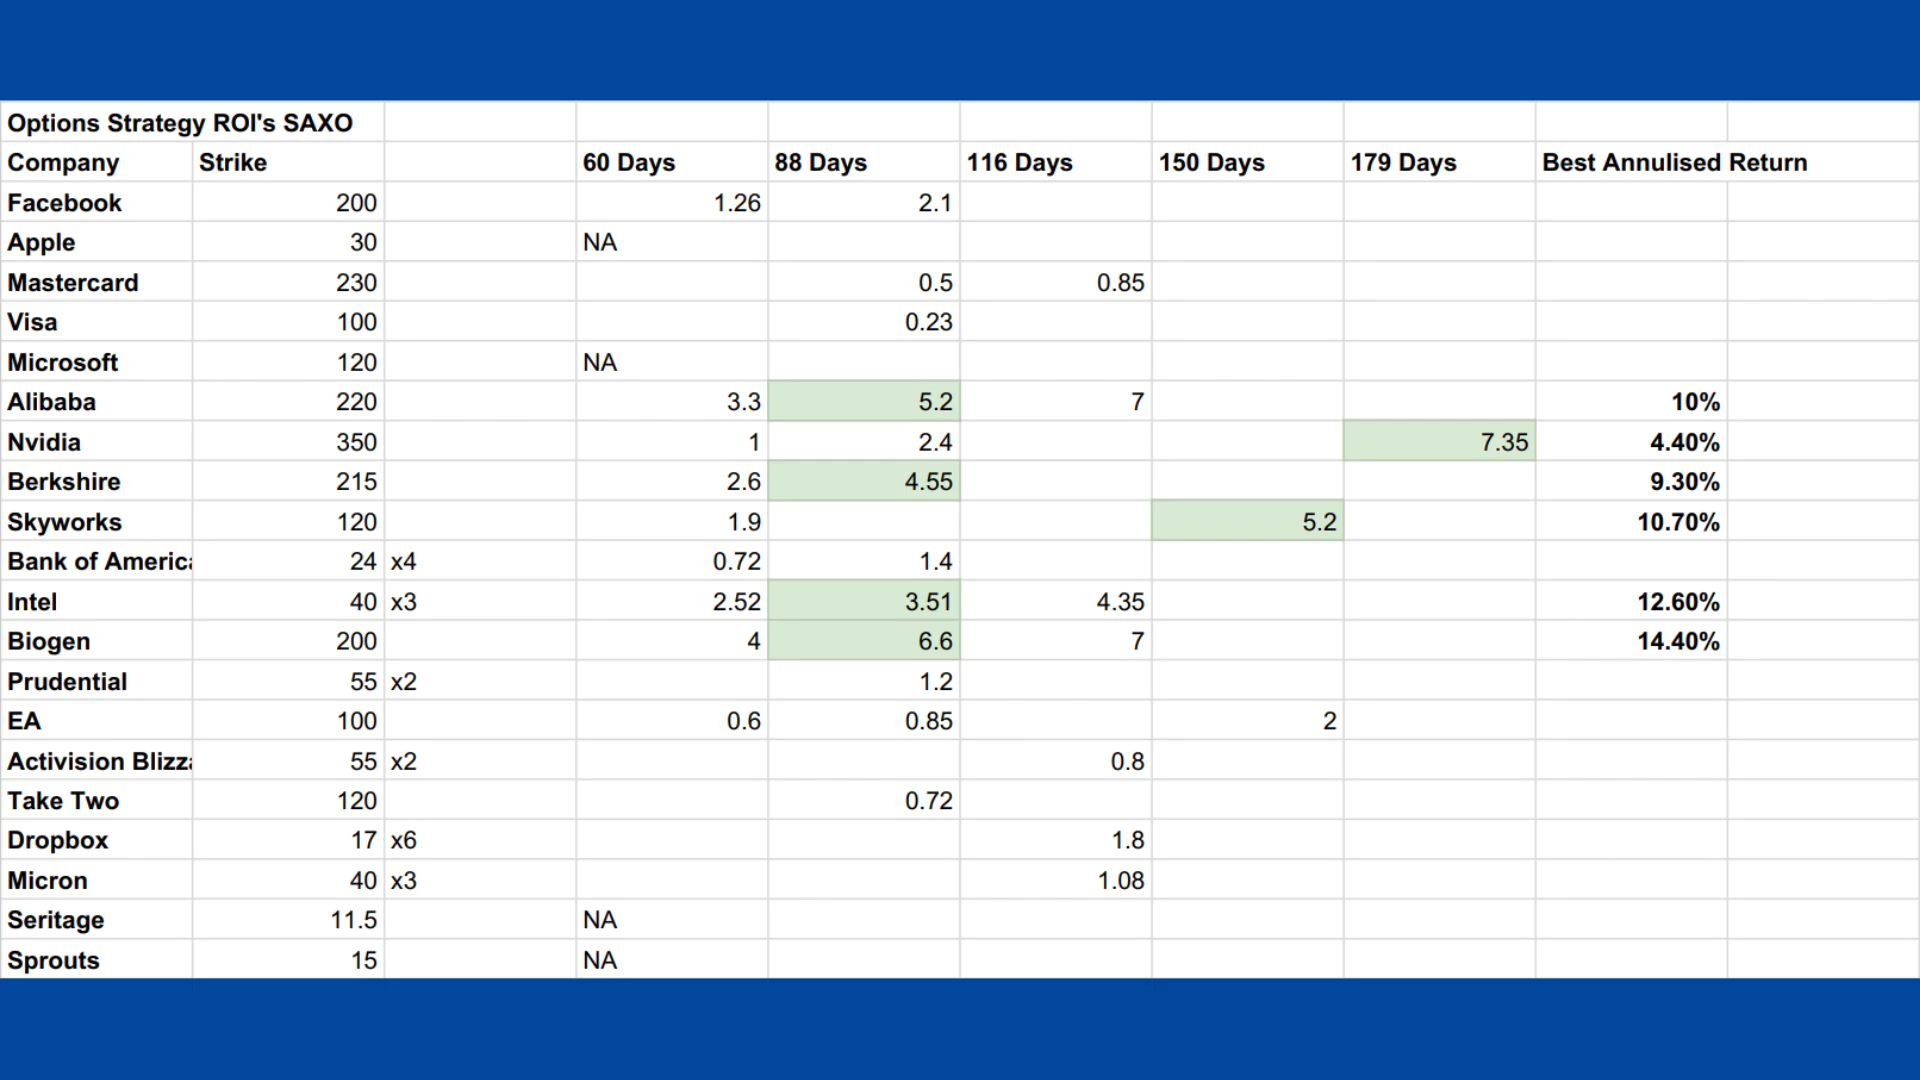 Options Strategy ROI's SAXO
Company Strike 60 Days 88 Days 116 Days 150 Days 179 Days Best Annulised Return
Facebook 200 1.26 2.1
Apple 30 NA
Mastercard 230 0.5 0.85
Visa 100 0.23
Microsoft 120 NA
Alibaba 220 3.3 5.2 7 10%
Nvidia 350 1 2.4 7.35 4.40%
Berkshire 215 2.6 4.55 9.30%
Skyworks 120 1.9 5.2 10.70%
Bank of Americ 24 x4 0.72 1.4
Intel 40 x3 2.52 3.51 4.35 12.60%
Biogen 200 4 6.6 7 14.40%
Prudential 55 x2 1.2
EA 100 0.6 0.85 2
Activision Blizz 55 x2 0.8
Take Two 120 0.72
Dropbox 17 x6 1.8
Micron 40 x3 1.08
Seritage 11.5 NA
Sprouts 15 NA